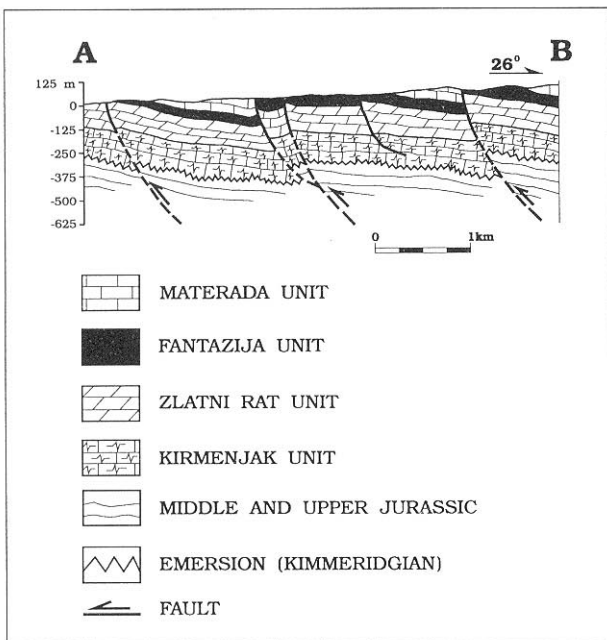 A
B
26°
125 m
0
-125
-250
-375
-500
-625
0
1km
MATERADA UNIT
FANTAZIJA UNIT
ZLATNI RAT UNIT
KIRMENJAK UNIT
MIDDLE AND UPPER JURASSIC
EMERSION (KIMMERIDGIAN)
FAULT